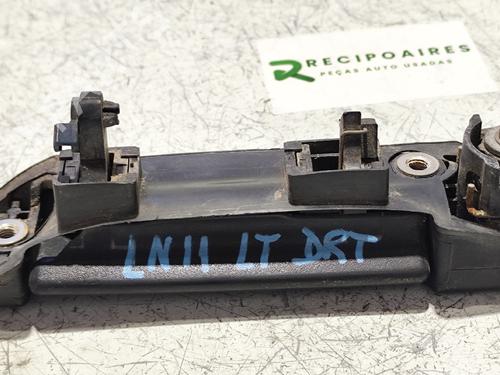 RECIPOAIRES
PEÇAS AUTO USADAS
LN11 LT DRT